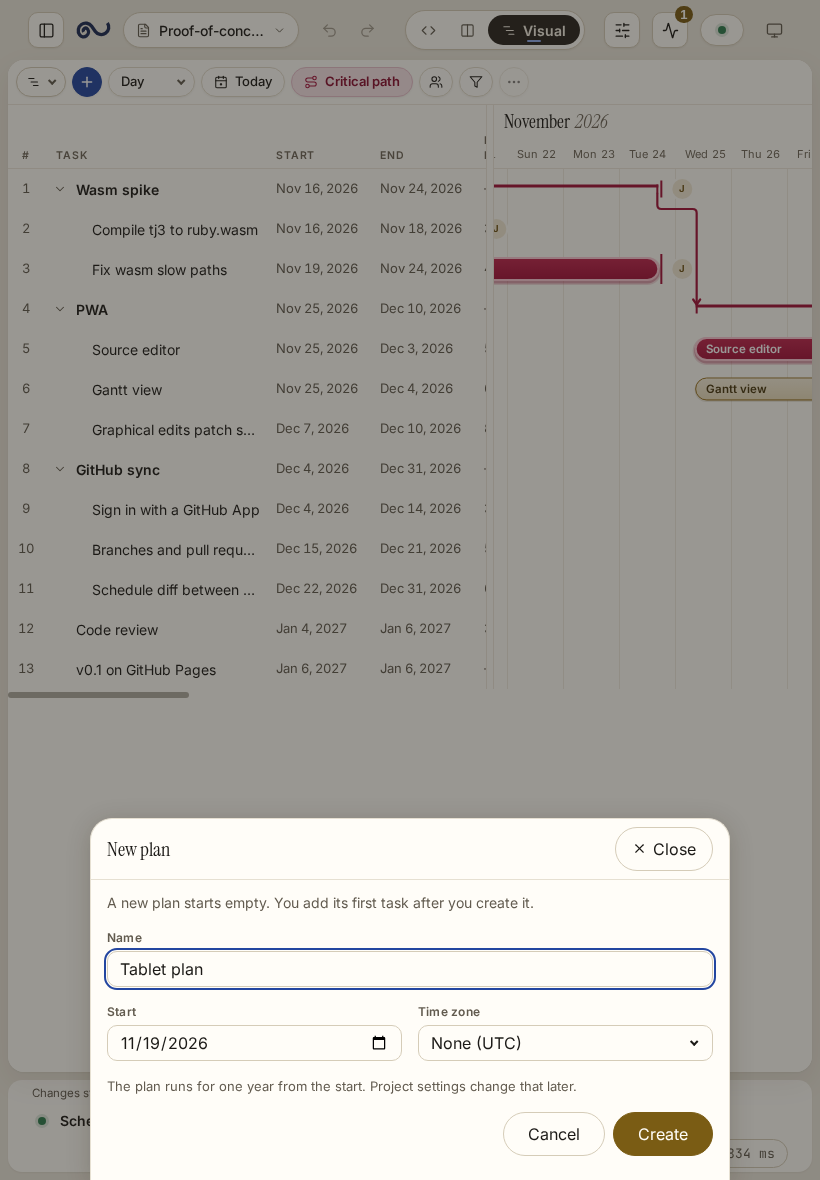 Proof-of-conc...
Visual
1
Day
Today
Critical path
November 2026
# TASK START END
Sun 22 Mon 23 Tue 24 Wed 25 Thu 26 Fri
1 Wasm spike Nov 16, 2026 Nov 24, 2026
J
2 Compile tj3 to ruby.wasm Nov 16, 2026 Nov 18, 2026
J
3 Fix wasm slow paths Nov 19, 2026 Nov 24, 2026
J
4 PWA Nov 25, 2026 Dec 10, 2026
5 Source editor Nov 25, 2026 Dec 3, 2026
Source editor
6 Gantt view Nov 25, 2026 Dec 4, 2026
Gantt view
7 Graphical edits patch s... Dec 7, 2026 Dec 10, 2026
8 GitHub sync Dec 4, 2026 Dec 31, 2026
9 Sign in with a GitHub App Dec 4, 2026 Dec 14, 2026
10 Branches and pull requ... Dec 15, 2026 Dec 21, 2026
11 Schedule diff between ... Dec 22, 2026 Dec 31, 2026
12 Code review Jan 4, 2027 Jan 6, 2027
13 v0.1 on GitHub Pages Jan 6, 2027 Jan 6, 2027
New plan
Close
A new plan starts empty. You add its first task after you create it.
Name
Tablet plan
Start Time zone
11/19/2026 None (UTC)
The plan runs for one year from the start. Project settings change that later.
Changes
Cancel Create
ms